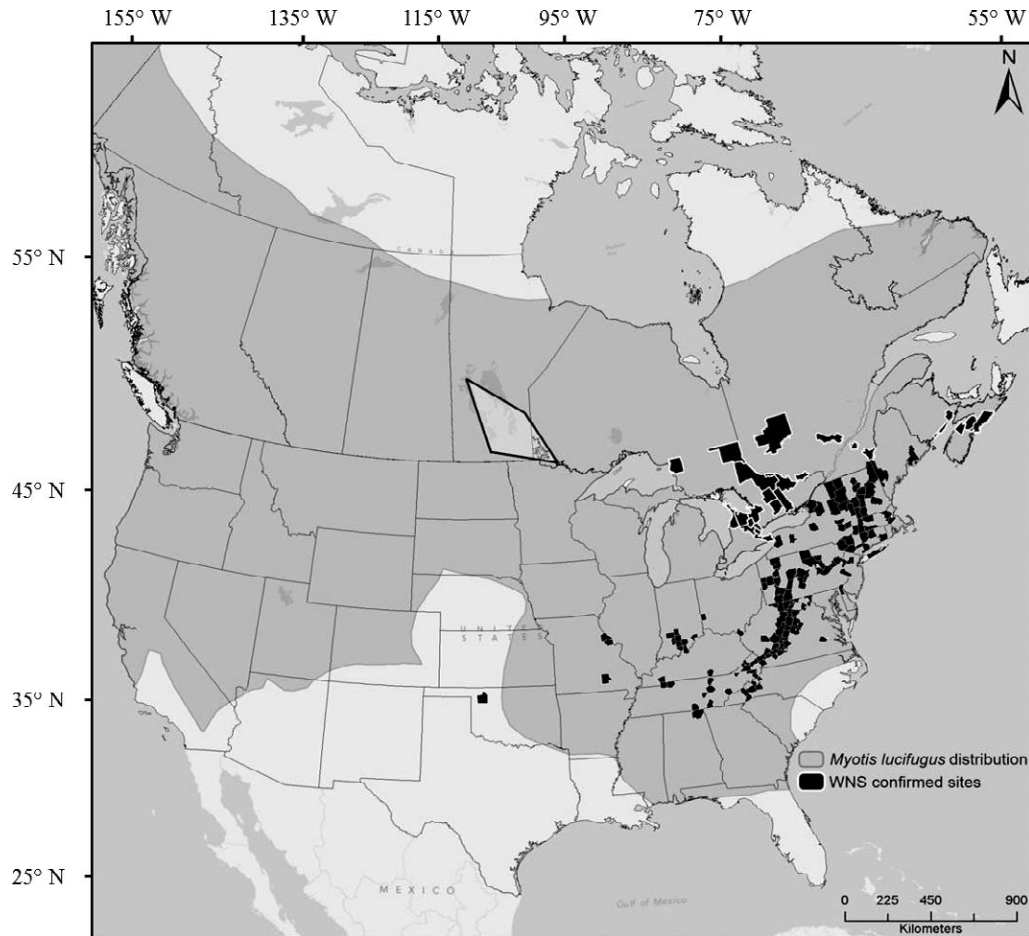 155° W 135° W 115° W 95° W 75° W 55° W
N
55° N
CANADA
45° N
UNITED
STATES
35° N
Myotis lucifugus distribution
WNS confirmed sites
25° N
MEXICO
Gulf of Mexico
0 225 450 900
Kilometers